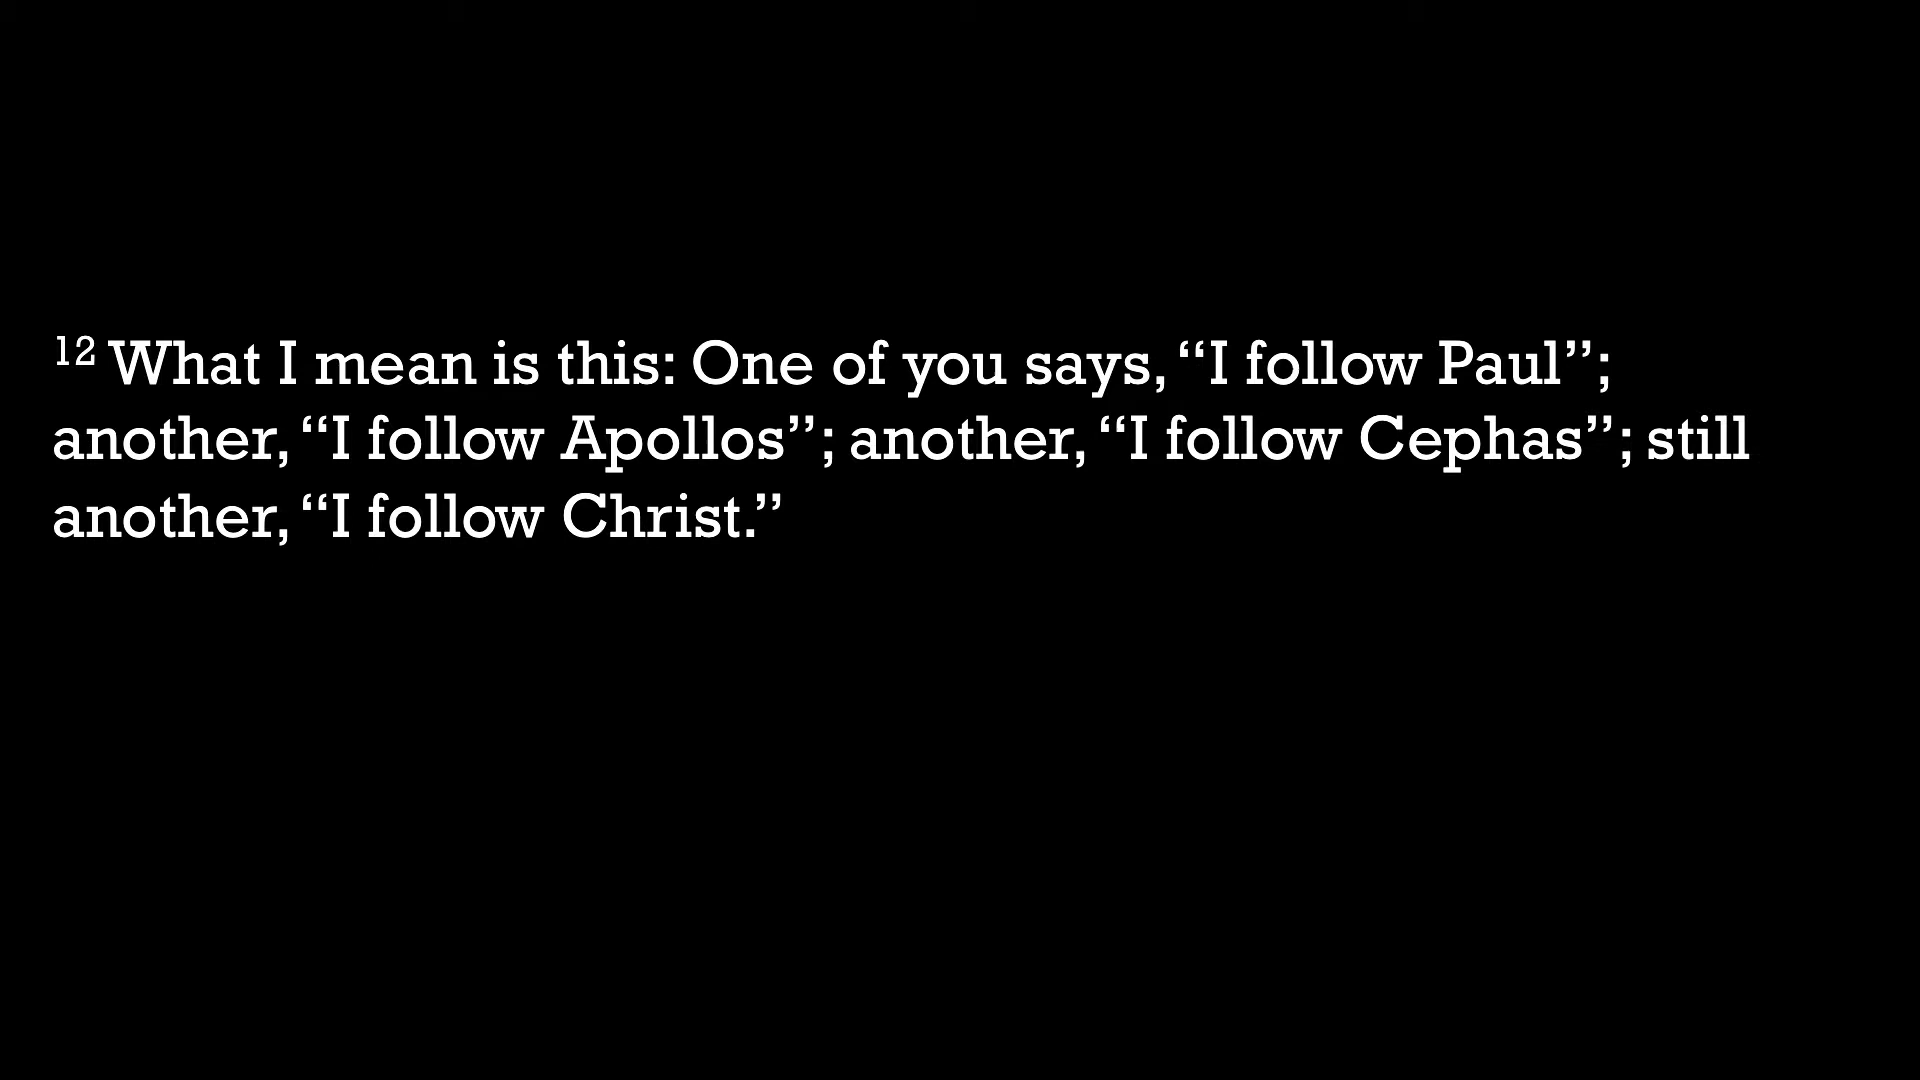 12 What I mean is this: One of you says, “I follow Paul”;
another, “I follow Apollos”; another, “I follow Cephas”; still
another, “I follow Christ.”